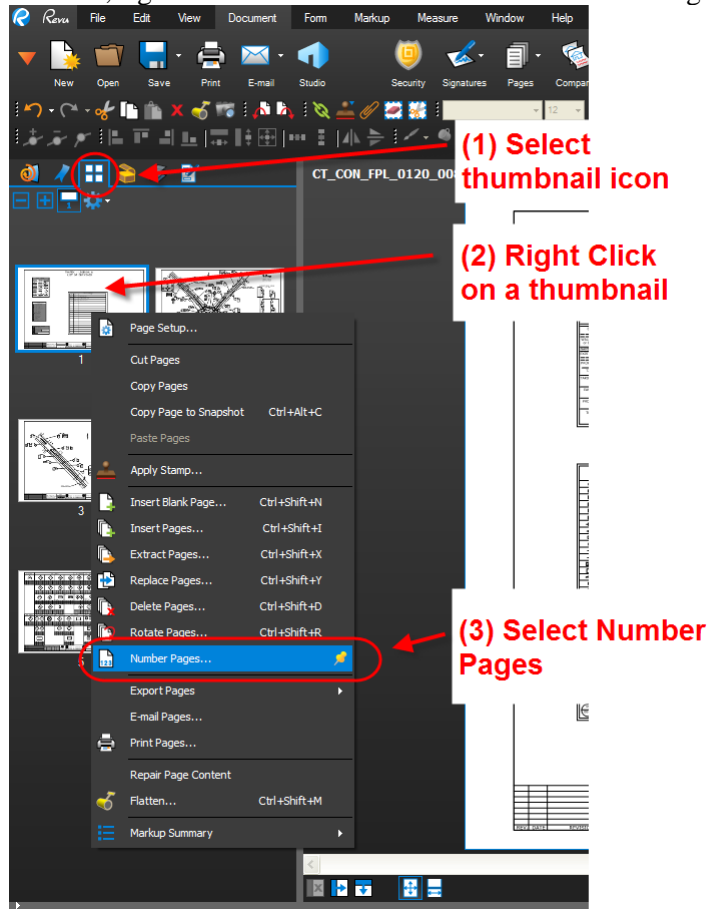 Revu File Edit View Document Form Markup Measure Window Help
New Open Save Print E-mail Studio Security Signatures Pages Compar
12
(1) Select
thumbnail icon
CT_CON_FPL_0120_00
(2) Right Click
on a thumbnail
1
Page Setup...
Cut Pages
Copy Pages
Copy Page to Snapshot Ctrl+Alt+C
Paste Pages
Apply Stamp...
3
Insert Blank Page... Ctrl+Shift+N
Insert Pages... Ctrl+Shift+I
Extract Pages... Ctrl+Shift+X
Replace Pages... Ctrl+Shift+Y
Delete Pages... Ctrl+Shift+D
Rotate Pages... Ctrl+Shift+R
5
Number Pages...
(3) Select Number
Pages
Export Pages
E-mail Pages...
Print Pages...
Repair Page Content
Flatten... Ctrl+Shift+M
Markup Summary